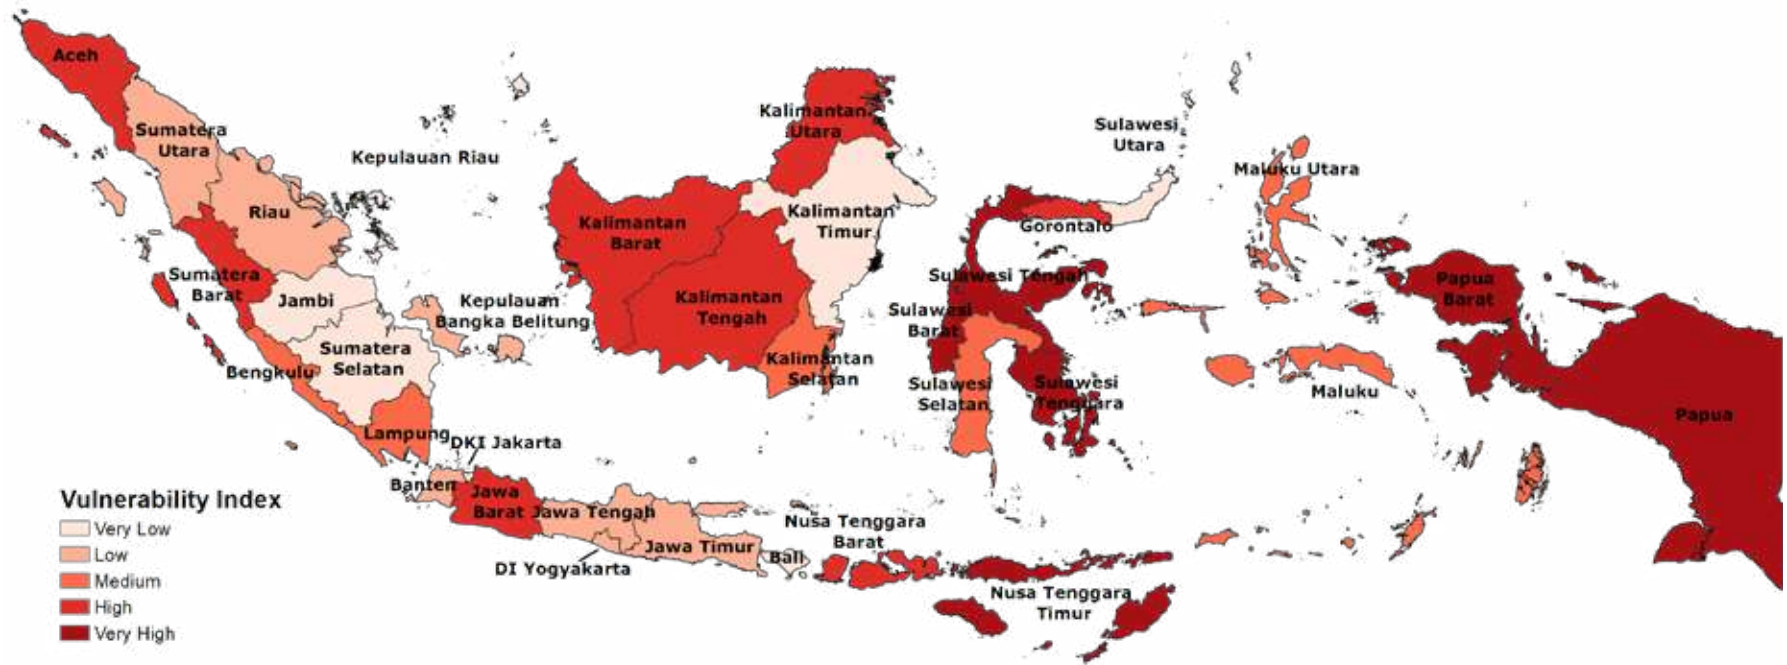 Aceh
Sumatera
Utara
Riau
Kepulauan Riau
Sumatera
Barat
Jambi
Kepulauan
Bangka Belitung
Sumatera
Selatan
Bengkulu
Lampung
DKI Jakarta
Banten
Jawa
Barat
Jawa Tengah
DI Yogyakarta
Jawa Timur
Bali
Kalimantan
Utara
Kalimantan
Barat
Kalimantan
Timur
Kalimantan
Tengah
Kalimantan
Selatan
Sulawesi
Utara
Gorontalo
Sulawesi Tengah
Sulawesi
Barat
Sulawesi
Selatan
Sulawesi
Tenggara
Maluku Utara
Maluku
Papua
Barat
Papua
Nusa Tenggara
Barat
Nusa Tenggara
Timur
Vulnerability Index
Very Low
Low
Medium
High
Very High